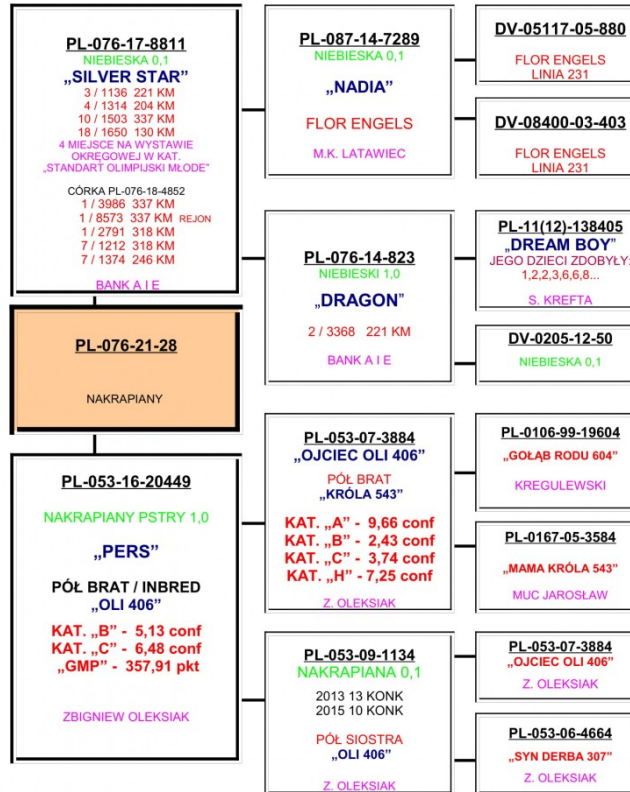 PL-076-17-8811
NIEBIESKA 0,1
„SILVER STAR”
3 / 1136 221 KM
4 / 1314 204 KM
10 / 1503 337 KM
18 / 1650 130 KM
4 MIEJSCE NA WYSTAWIE
OKRĘGOWEJ W KAT.
„STANDART OLIMPIJSKI MŁODE”
CÓRKA PL-076-18-4852
1 / 3986 337 KM
1 / 8573 337 KM REJON
1 / 2791 318 KM
7 / 1212 318 KM
7 / 1374 246 KM
BANK A I E
PL-076-21-28
NAKRAPIANY
PL-053-16-20449
NAKRAPIANY PSTRY 1,0
„PERS”
PÓŁ BRAT / INBRED
„OLI 406”
KAT. „B” - 5,13 conf
KAT. „C” - 6,48 conf
„GMP” - 357,91 pkt
ZBIGNIEW OLEKSIAK
PL-087-14-7289
NIEBIESKA 0,1
„NADIA”
FLOR ENGELS
M.K. LATAWIEC
PL-076-14-823
NIEBIESKI 1,0
„DRAGON”
2 / 3368 221 KM
BANK A I E
PL-053-07-3884
„OJCIEC OLI 406”
PÓŁ BRAT
„KRÓLA 543”
KAT. „A” - 9,66 conf
KAT. „B” - 2,43 conf
KAT. „C” - 3,74 conf
KAT. „H” - 7,25 conf
Z. OLEKSIAK
PL-053-09-1134
NAKRAPIANA 0,1
2013 13 KONK
2015 10 KONK
PÓŁ SIOSTRA
„OLI 406”
Z. OLEKSIAK
DV-05117-05-880
FLOR ENGELS
LINIA 231
DV-08400-03-403
FLOR ENGELS
LINIA 231
PL-11(12)-138405
„DREAM BOY”
JEGO DZIECI ZDOBYŁY:
1,2,2,3,6,6,8...
S. KREFTA
DV-0205-12-50
NIEBIESKA 0,1
PL-0106-99-19604
„GOŁĄB RODU 604”
KREGULEWSKI
PL-0167-05-3584
„MAMA KRÓLA 543”
MUC JAROSŁAW
PL-053-07-3884
„OJCIEC OLI 406”
Z. OLEKSIAK
PL-053-06-4664
„SYN DERBA 307”
Z. OLEKSIAK